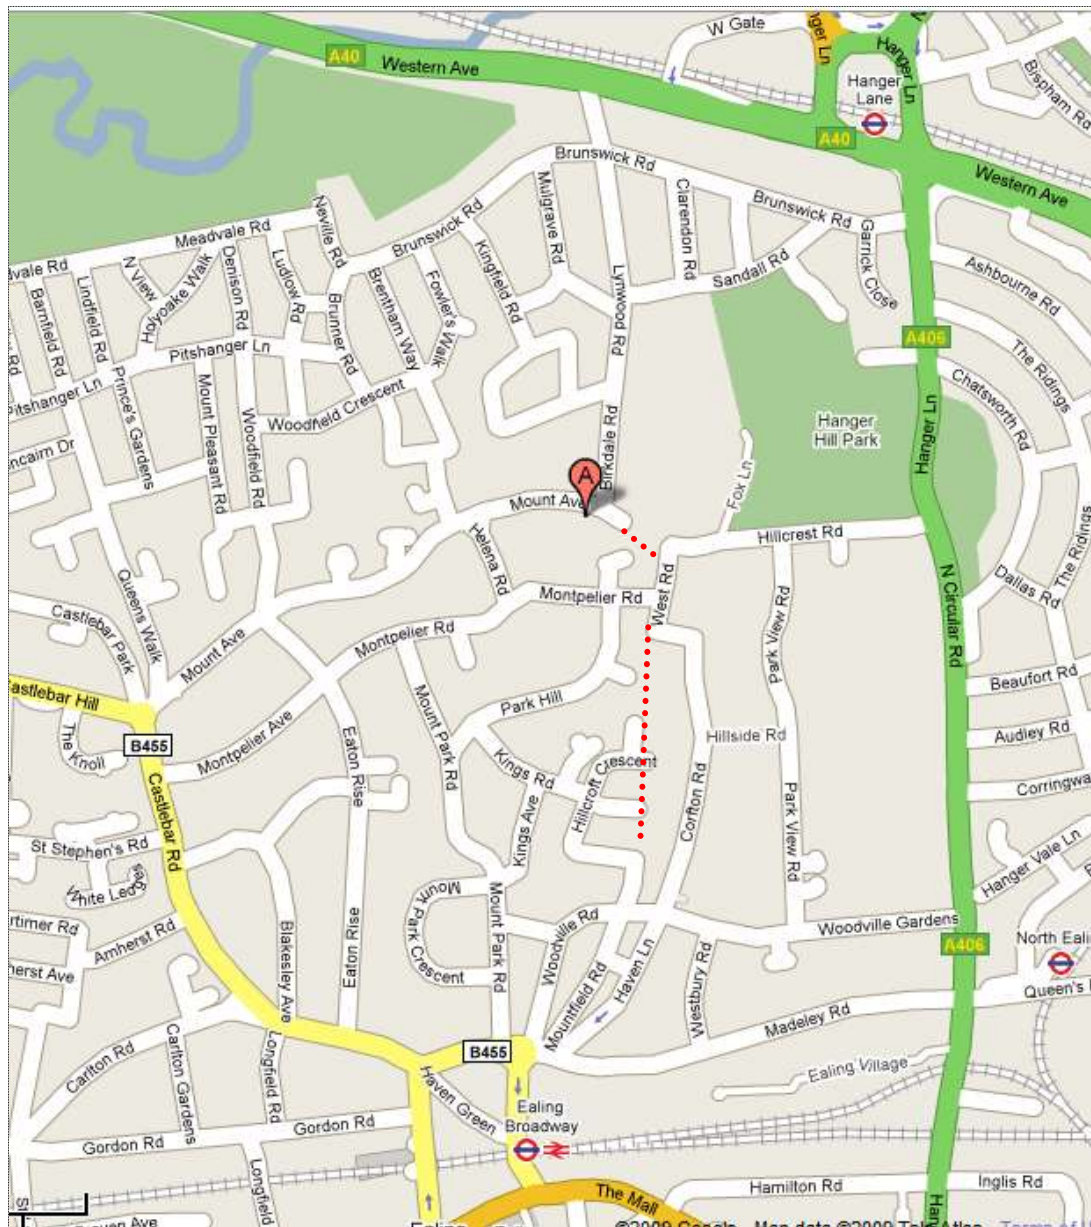 W Gate
Hanger Ln
A40
Western Ave
Hanger Ln
Bispham Rd
Hanger
Lane
A40
Western Ave
Brunswick Rd
Mulgrave Rd
Clarendon Rd
Brunswick Rd
Garrick Close
Neville Rd
Meadvale Rd
Brunswick Rd
Kingfield Rd
Lynwood Rd
Sandall Rd
Ashbourne Rd
N View
Holyoake Walk
Denison Rd
Ludlow Rd
Brentham Way
Fowler's Walk
Barnfield Rd
Lindfield Rd
Brunner Rd
A406
The Ridings
Pitshanger Ln
Pitshanger Ln
Prince's Gardens
Mount Pleasant Rd
Woodfield Rd
Woodfield Crescent
Chatsworth Rd
Hanger
Hill Park
Hanger Ln
Birkdale Rd
A
Fox Ln
Mount Ave
Helena Rd
Hillcrest Rd
The Ridings
Dallas Rd
Queens Walk
Castlebar Park
Mount Ave
Montpelier Rd
Montpelier Rd
West Rd
Park View Rd
N Circular Rd
Castlebar Hill
The Knoll
B455
Montpelier Ave
Eaton Rise
Mount Park Rd
Park Hill
Hillside Rd
Beaufort Rd
Audley Rd
Kings Rd
Hillcroft Crescent
Kings Ave
Corfton Rd
Park View Rd
Castlebar Rd
St Stephen's Rd
Hanger Vale Ln
Mount Park Crescent
Mount Park Rd
Amherst Rd
Blakesley Ave
Eaton Rise
Woodville Rd
Woodville Gardens
A406
North Ealin
Mountfield Rd
Haven Ln
Westbury Rd
Madeley Rd
Queen's
Carlton Rd
Carlton Gardens
Longfield Rd
B455
Haven Green
Ealing Village
Ealing
Broadway
Gordon Rd
Gordon Rd
Longfield Rd
The Mall
Hamilton Rd
Inglis Rd
Ealing